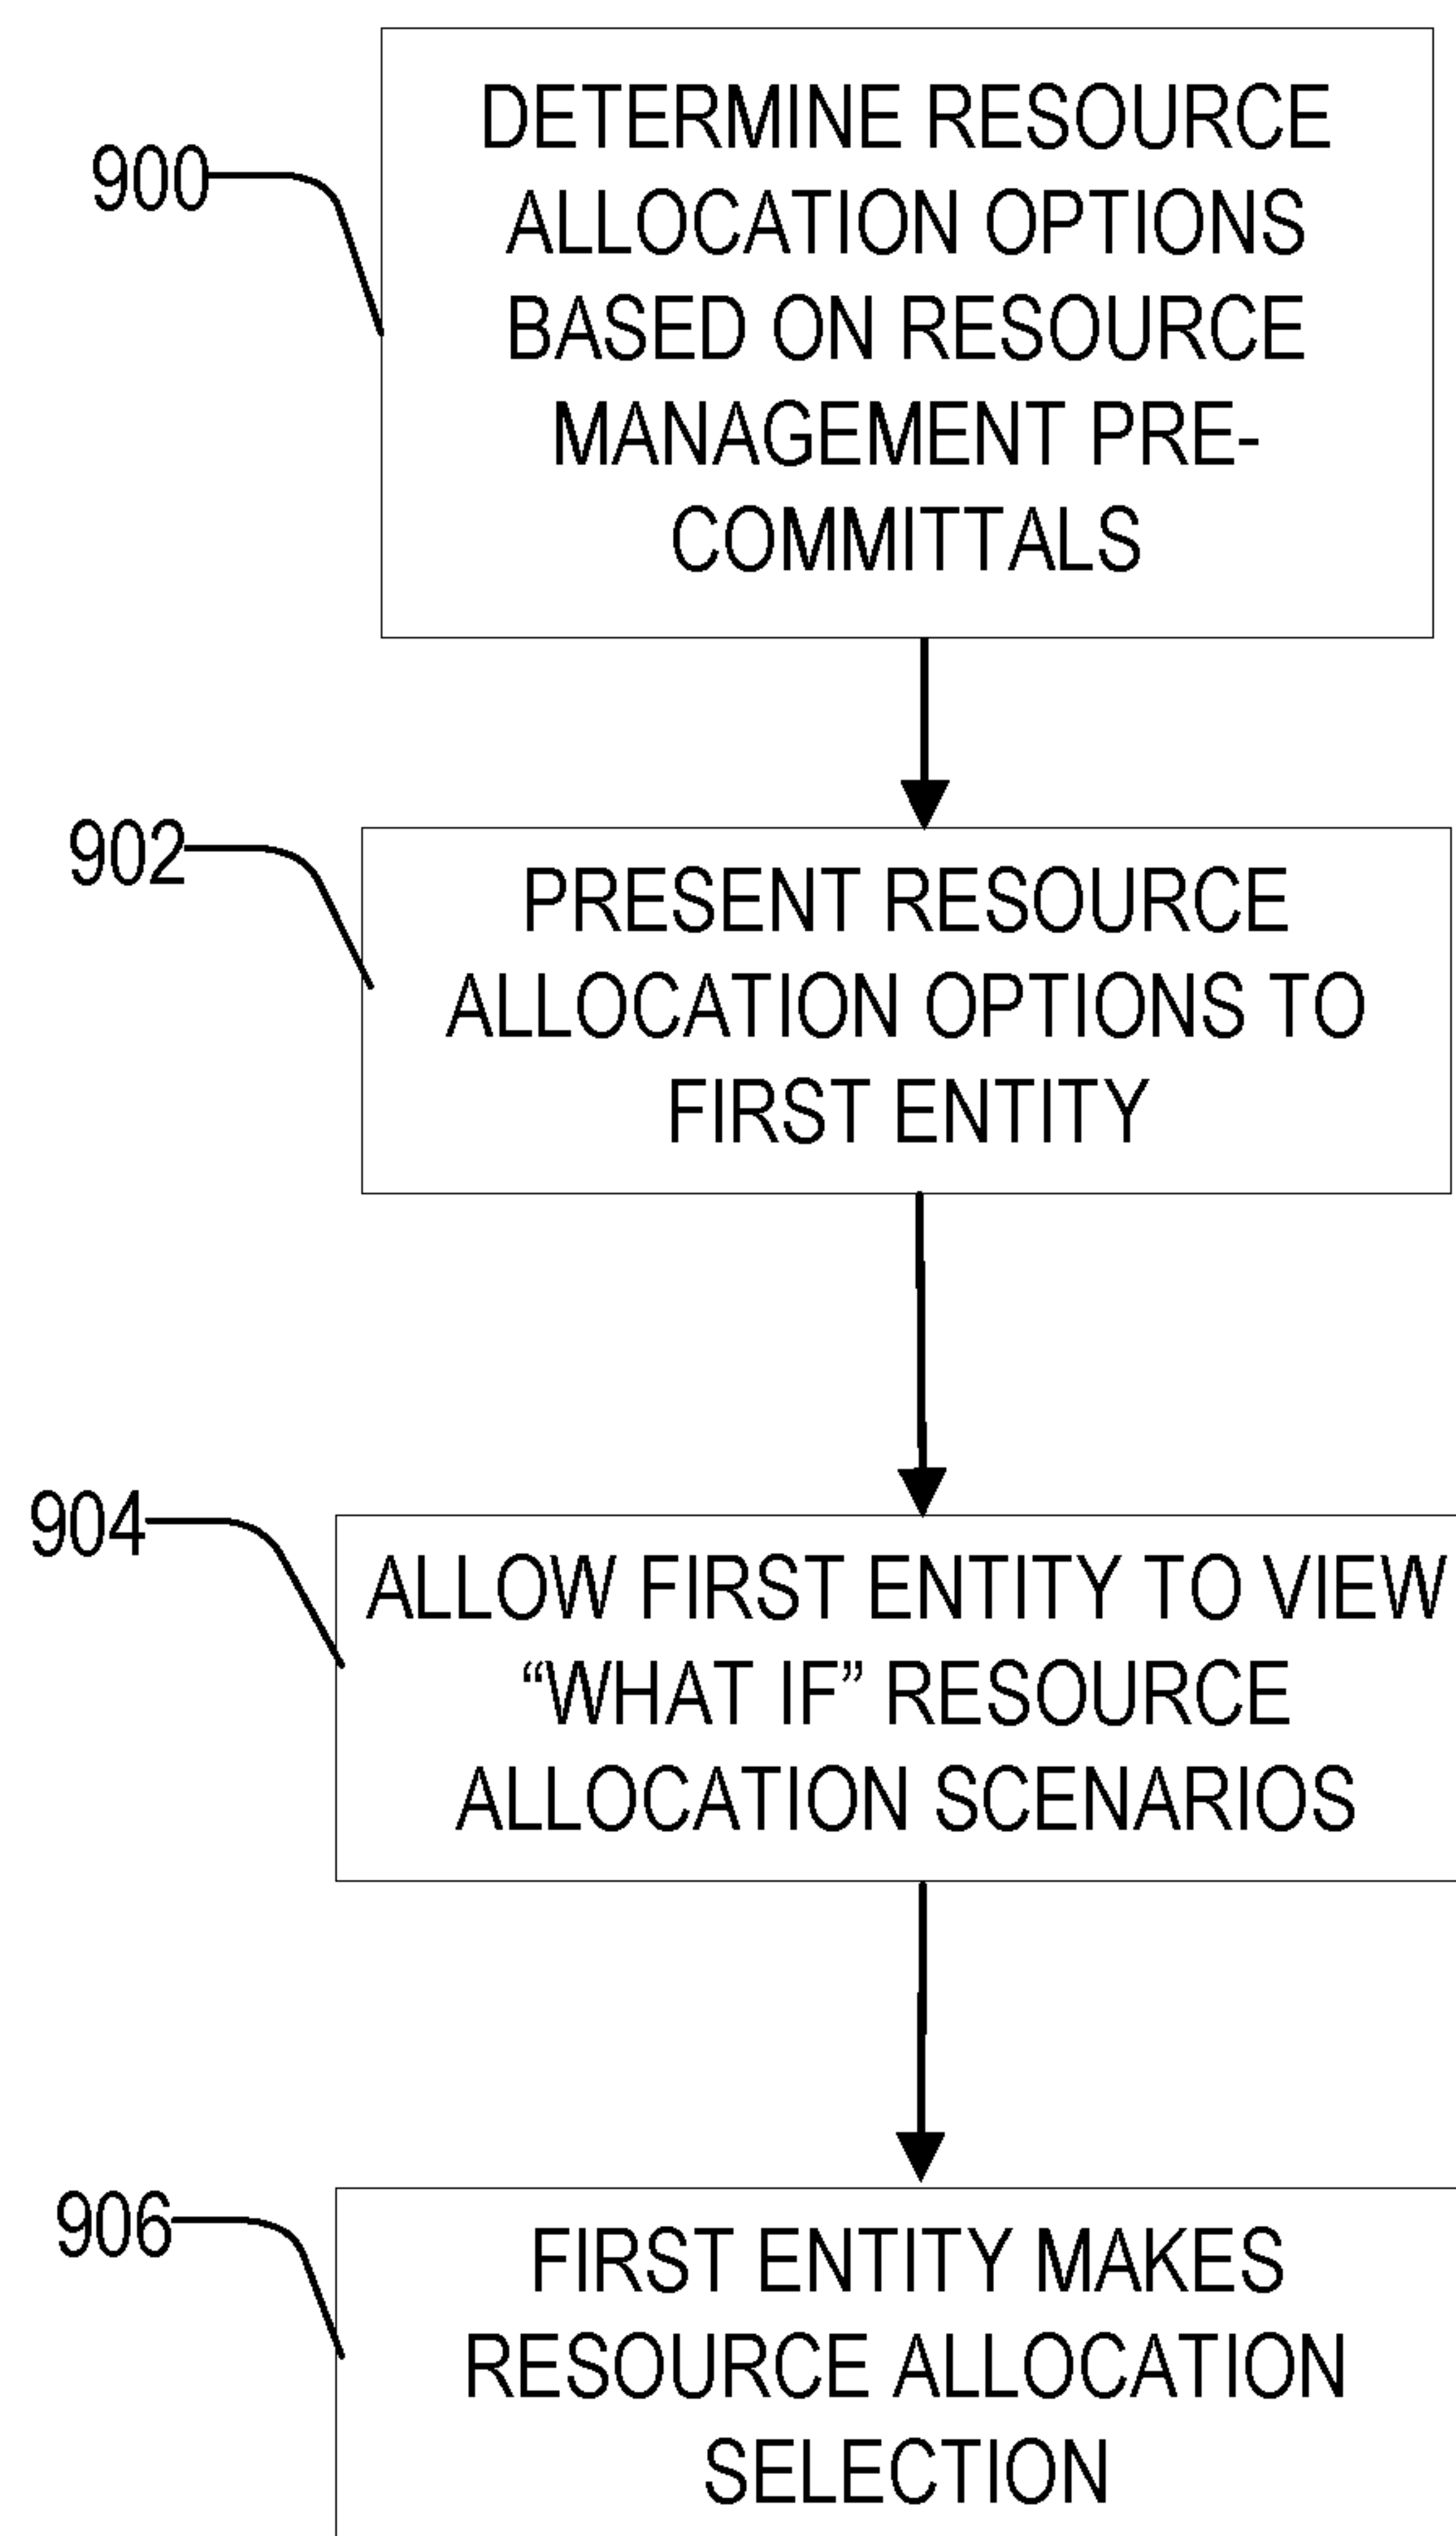 900
DETERMINE RESOURCE
ALLOCATION OPTIONS
BASED ON RESOURCE
MANAGEMENT PRE-
COMMITTALS
902
PRESENT RESOURCE
ALLOCATION OPTIONS TO
FIRST ENTITY
904
ALLOW FIRST ENTITY TO VIEW
“WHAT IF” RESOURCE
ALLOCATION SCENARIOS
906
FIRST ENTITY MAKES
RESOURCE ALLOCATION
SELECTION